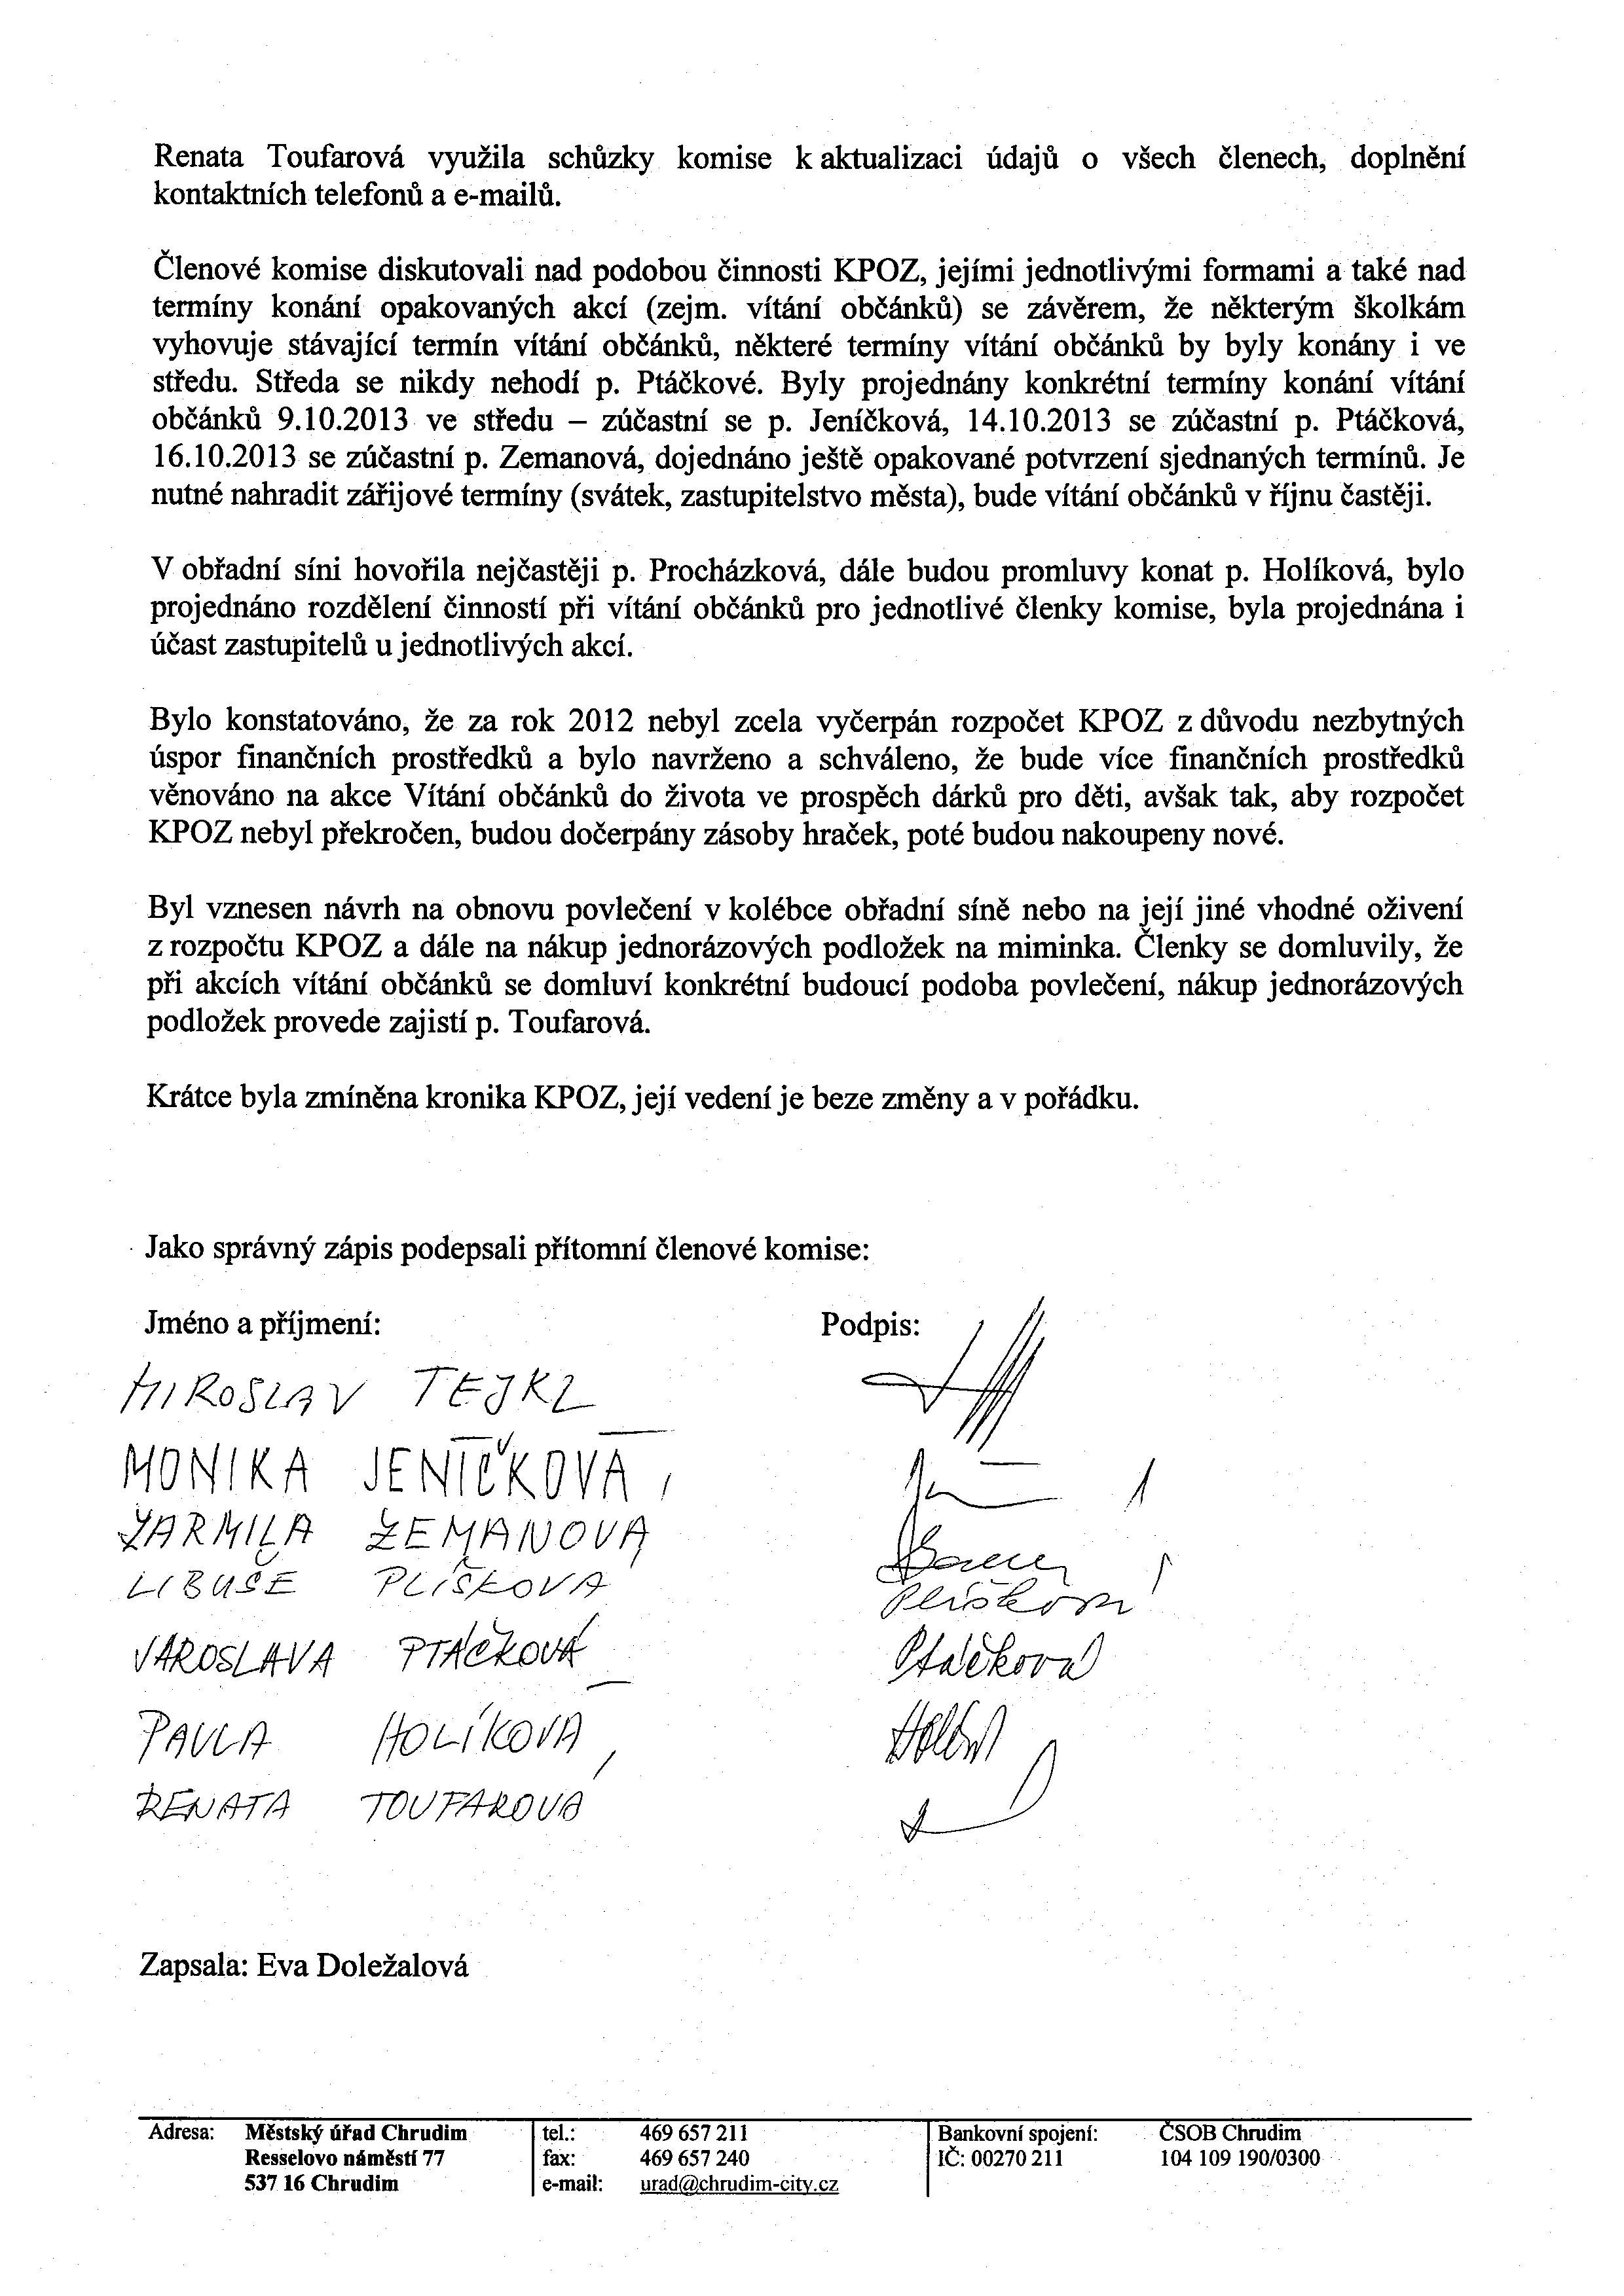 Renata Toufarová využila schůzky komise k aktualizaci údajů o všech členech, doplnění
kontaktních telefonů a e-mailů.
Členové komise diskutovali nad podobou činnosti KPOZ, jejími jednotlivými formami a také nad
termíny konání opakovaných akcí (zejm. vítání občánků) se závěrem, že některým školkám
vyhovuje stávající termín vítání občánků, některé termíny vítání občánků by byly konány i ve
středu. Středa se nikdy nehodí p. Ptáčkové. Byly projednány konkrétní termíny konání vítání
občánků 9.10.2013 ve středu – zúčastní se p. Jeníčková, 14.10.2013 se zúčastní p. Ptáčková,
16.10.2013 se zúčastní p. Zemanová, dojednáno ještě opakované potvrzení sjednaných termínů. Je
nutné nahradit zářijové termíny (svátek, zastupitelstvo města), bude vítání občánků v říjnu častěji.
V obřadní síni hovořila nejčastěji p. Procházková, dále budou promluvy konat p. Holíková, bylo
projednáno rozdělení činností při vítání občánků pro jednotlivé členky komise, byla projednána i
účast zastupitelů u jednotlivých akcí.
Bylo konstatováno, že za rok 2012 nebyl zcela vyčerpán rozpočet KPOZ z důvodu nezbytných
úspor finančních prostředků a bylo navrženo a schváleno, že bude více finančních prostředků
věnováno na akce Vítání občánků do života ve prospěch dárků pro děti, avšak tak, aby rozpočet
KPOZ nebyl překročen, budou dočerpány zásoby hraček, poté budou nakoupeny nové.
Byl vznesen návrh na obnovu povlečení v kolébce obřadní síně nebo na její jiné vhodné oživení
z rozpočtu KPOZ a dále na nákup jednorázových podložek na miminka. Členky se domluvily, že
při akcích vítání občánků se domluví konkrétní budoucí podoba povlečení, nákup jednorázových
podložek provede zajistí p. Toufarová.
Krátce byla zmíněna kronika KPOZ, její vedení je beze změny a v pořádku.
Jako správný zápis podepsali přítomní členové komise:
Jméno a příjmení: Podpis:
MIROSLAV TEJKL
MONIKA JENÍČKOVÁ
JARMILA ZEMANOVÁ
LIBUŠE PLÍŠKOVÁ Plíšková
JAROSLAVA PTÁČKOVÁ Ptáčková
PAVLA HOLÍKOVÁ
RENATA TOUFAROVÁ
Zapsala: Eva Doležalová
Adresa: Městský úřad Chrudim tel.: 469 657 211 Bankovní spojení: ČSOB Chrudim
Resselovo náměstí 77 fax: 469 657 240 IČ: 00270 211 104 109 190/0300
537 16 Chrudim e-mail: urad@chrudim-city.cz